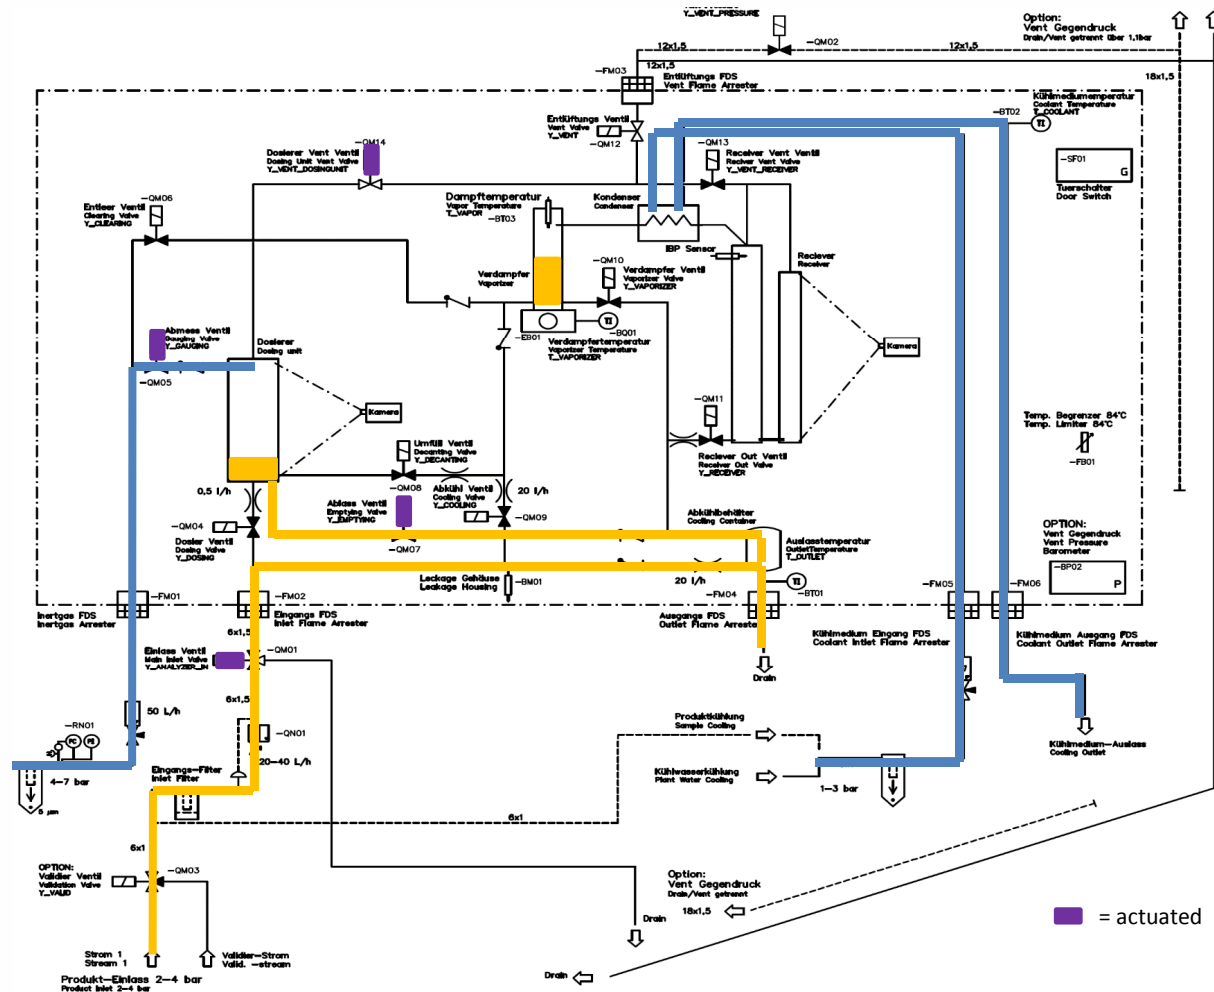 Y_VENT_PRESSURE
Option:
Vent Gegendruck
Drain/Vent getrennt über 1,1bar
12x1,5
-QM02
12x1,5
12x1,5
18x1,5
-FM03
Entlüftungs FDS
Vent Flame Arrester
Kühlmediumtemperatur
Coolant Temperature
T_COOLANT
-BT02
TI
Entlüftungs Ventil
Vent Valve
Y_VENT
-QM12
-QM14
Dosierer Vent Ventil
Dosing Unit Vent Valve
Y_VENT_DOSINGUNIT
-QM13
Receiver Vent Ventil
Reciver Vent Valve
Y_VENT_RECEIVER
-SF01
G
Tuerschalter
Door Switch
-QM06
Entleer Ventil
Clearing Valve
Y_CLEARING
Dampftemperatur
Vapor Temperature
T_VAPOR
-BT03
Kondenser
Condenser
IBP Sensor
Reciever
Receiver
Verdampfer
Vaporizer
-QM10
Verdampfer Ventil
Vaporizer Valve
Y_VAPORIZER
TI
-BQ01
-EB01
Verdampfertemperatur
Vaporizer Temperature
T_VAPORIZER
Abmess Ventil
Gauging Valve
Y_GAUGING
-QM05
Dosierer
Dosing unit
Kamera
Kamera
-QM11
Reciever Out Ventil
Receiver Out Valve
Y_RECEIVER
Temp. Begrenzer 84°C
Temp. Limiter 84°C
-FB01
Umfüll Ventil
Decanting Valve
Y_DECANTING
-QM08
0,5 l/h
Abkühl Ventil
Cooling Valve
Y_COOLING
20 l/h
-QM09
Ablass Ventil
Emptying Valve
Y_EMPTYING
-QM07
-QM04
Dosier Ventil
Dosing Valve
Y_DOSING
Abkühlbehälter
Cooling Container
Auslasstemperatur
OutletTemperature
T_OUTLET
20 l/h
TI
-BT01
OPTION:
Vent Gegendruck
Vent Pressure
Barometer
-BP02
P
Leckage Gehäuse
Leakage Housing
-BM01
-FM01
Inertgas FDS
Inertgas Arrester
-FM02
Eingangs FDS
Inlet Flame Arrester
6x1,5
-FM04
Ausgangs FDS
Outlet Flame Arrester
-FM05
Kühlmedium Eingang FDS
Coolant Intlet Flame Arrester
-FM06
Kühlmedium Ausgang FDS
Coolant Outlet Flame Arrester
Einlass Ventil
Main Inlet Valve
Y_ANALYZER_IN
-QM01
Drain
6x1,5
50 L/h
-RN01
FC
PI
4-7 bar
5 µm
-QN01
20-40 L/h
Eingangs-Filter
Inlet Filter
Produktkühlung
Sample Cooling
Kühlwasserkühlung
Plant Water Cooling
1-3 bar
Kühlmedium-Auslass
Cooling Outlet
6x1
6x1
OPTION:
Validier Ventil
Validation Valve
Y_VALID
-QM03
Option:
Vent Gegendruck
Drain/Vent getrennt
18x1,5
Drain
= actuated
Strom 1
Stream 1
Validier-Strom
Valid. -stream
Produkt-Einlass 2-4 bar
Product Inlet 2-4 bar
Drain